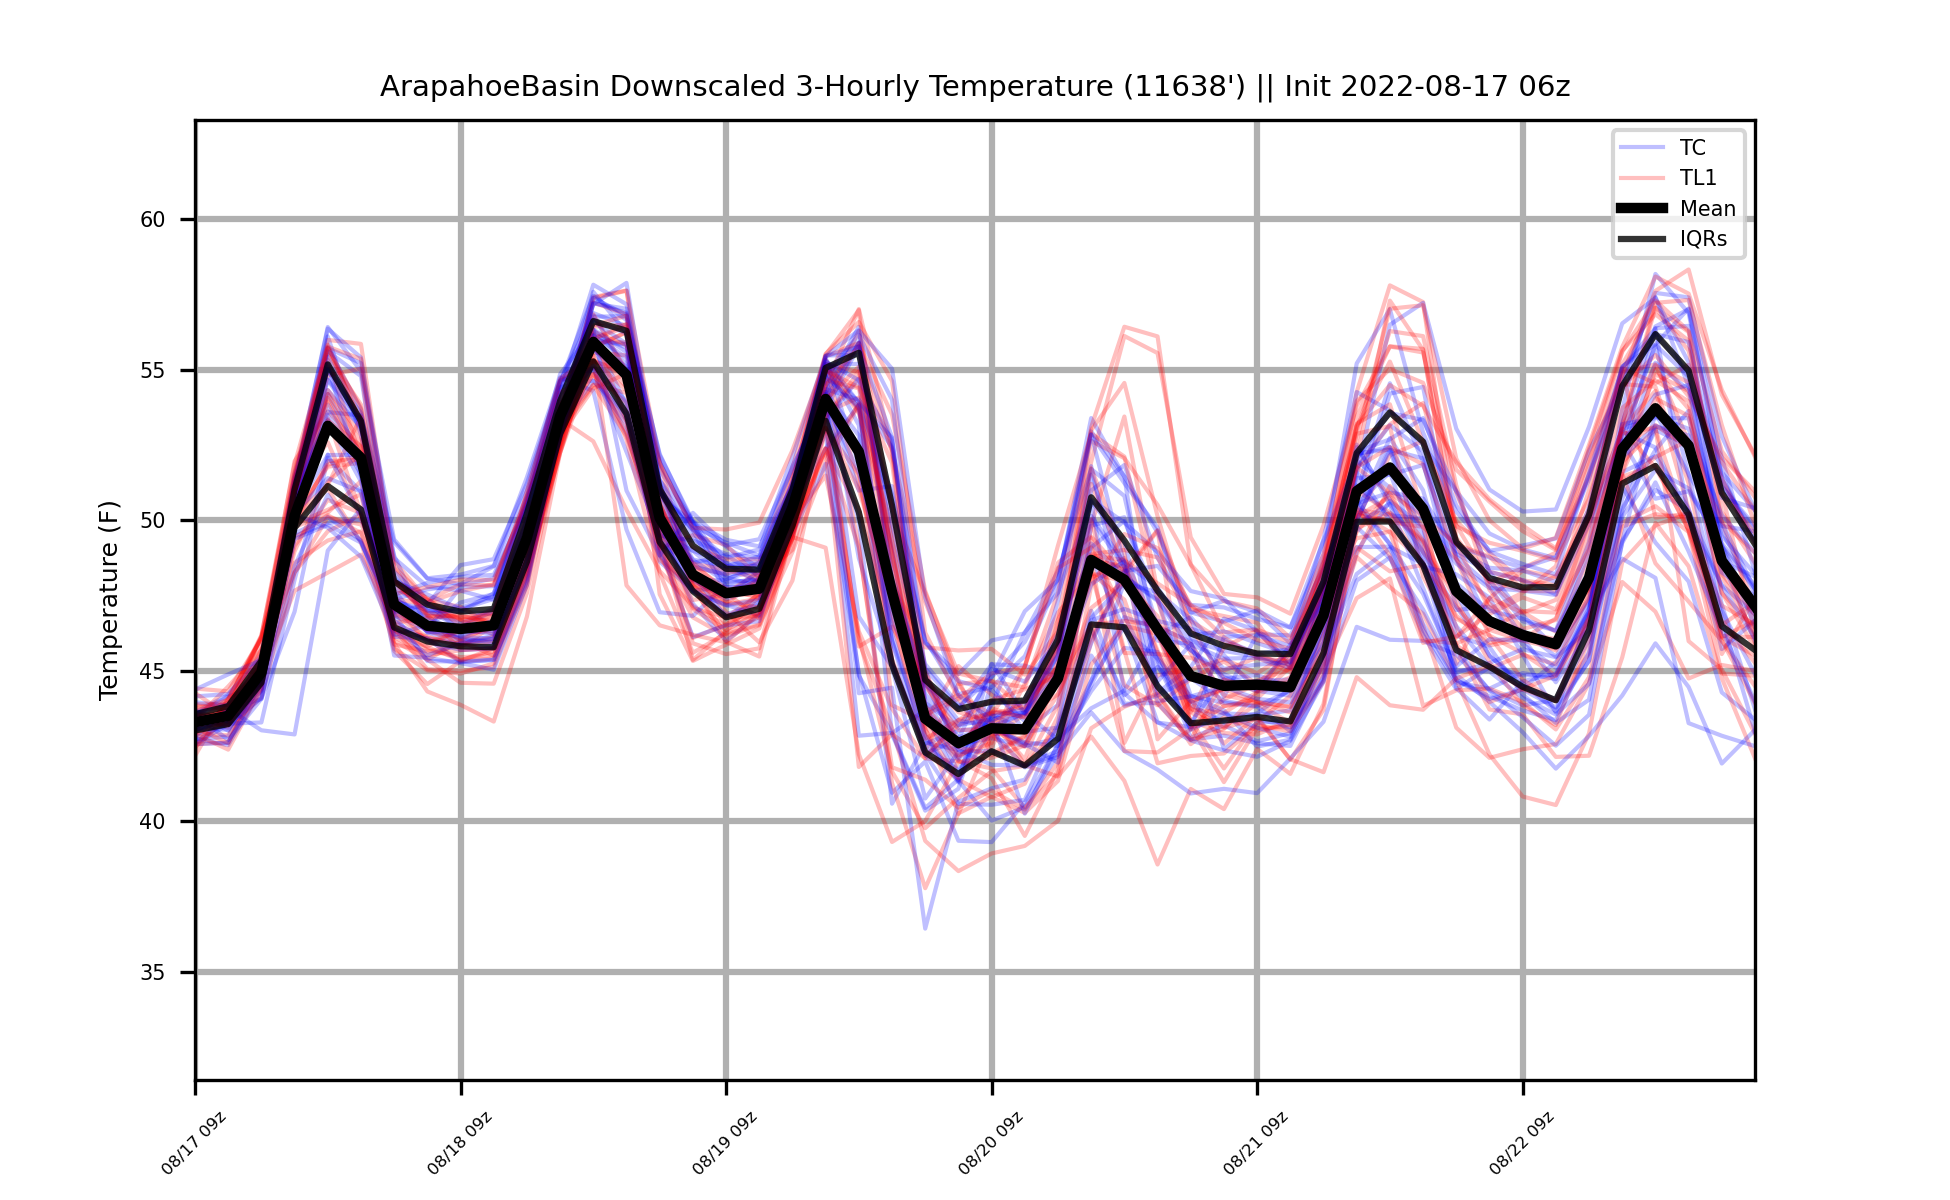 ArapahoeBasin Downscaled 3-Hourly Temperature (11638') || Init 2022-08-17 06z
TC
TL1
Mean
IQRs
Temperature (F)
60
55
50
45
40
35
08/17 09z
08/18 09z
08/19 09z
08/20 09z
08/21 09z
08/22 09z